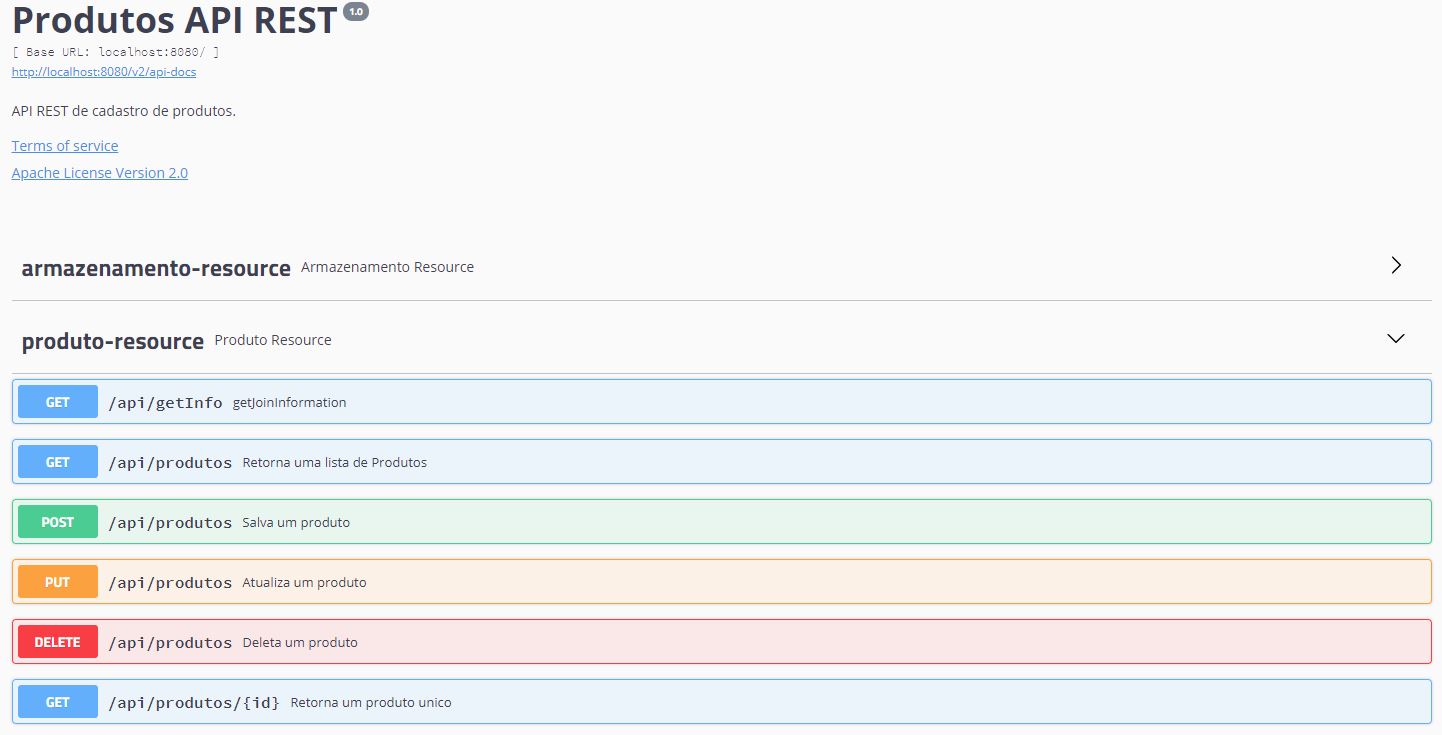 Produtos API REST 1.0
[ Base URL: localhost:8080/ ]
http://localhost:8080/v2/api-docs
API REST de cadastro de produtos.
Terms of service
Apache License Version 2.0
armazenamento-resource Armazenamento Resource
produto-resource Produto Resource
GET /api/getInfo getJoinInformation
GET /api/produtos Retorna uma lista de Produtos
POST /api/produtos Salva um produto
PUT /api/produtos Atualiza um produto
DELETE /api/produtos Deleta um produto
GET /api/produtos/{id} Retorna um produto unico